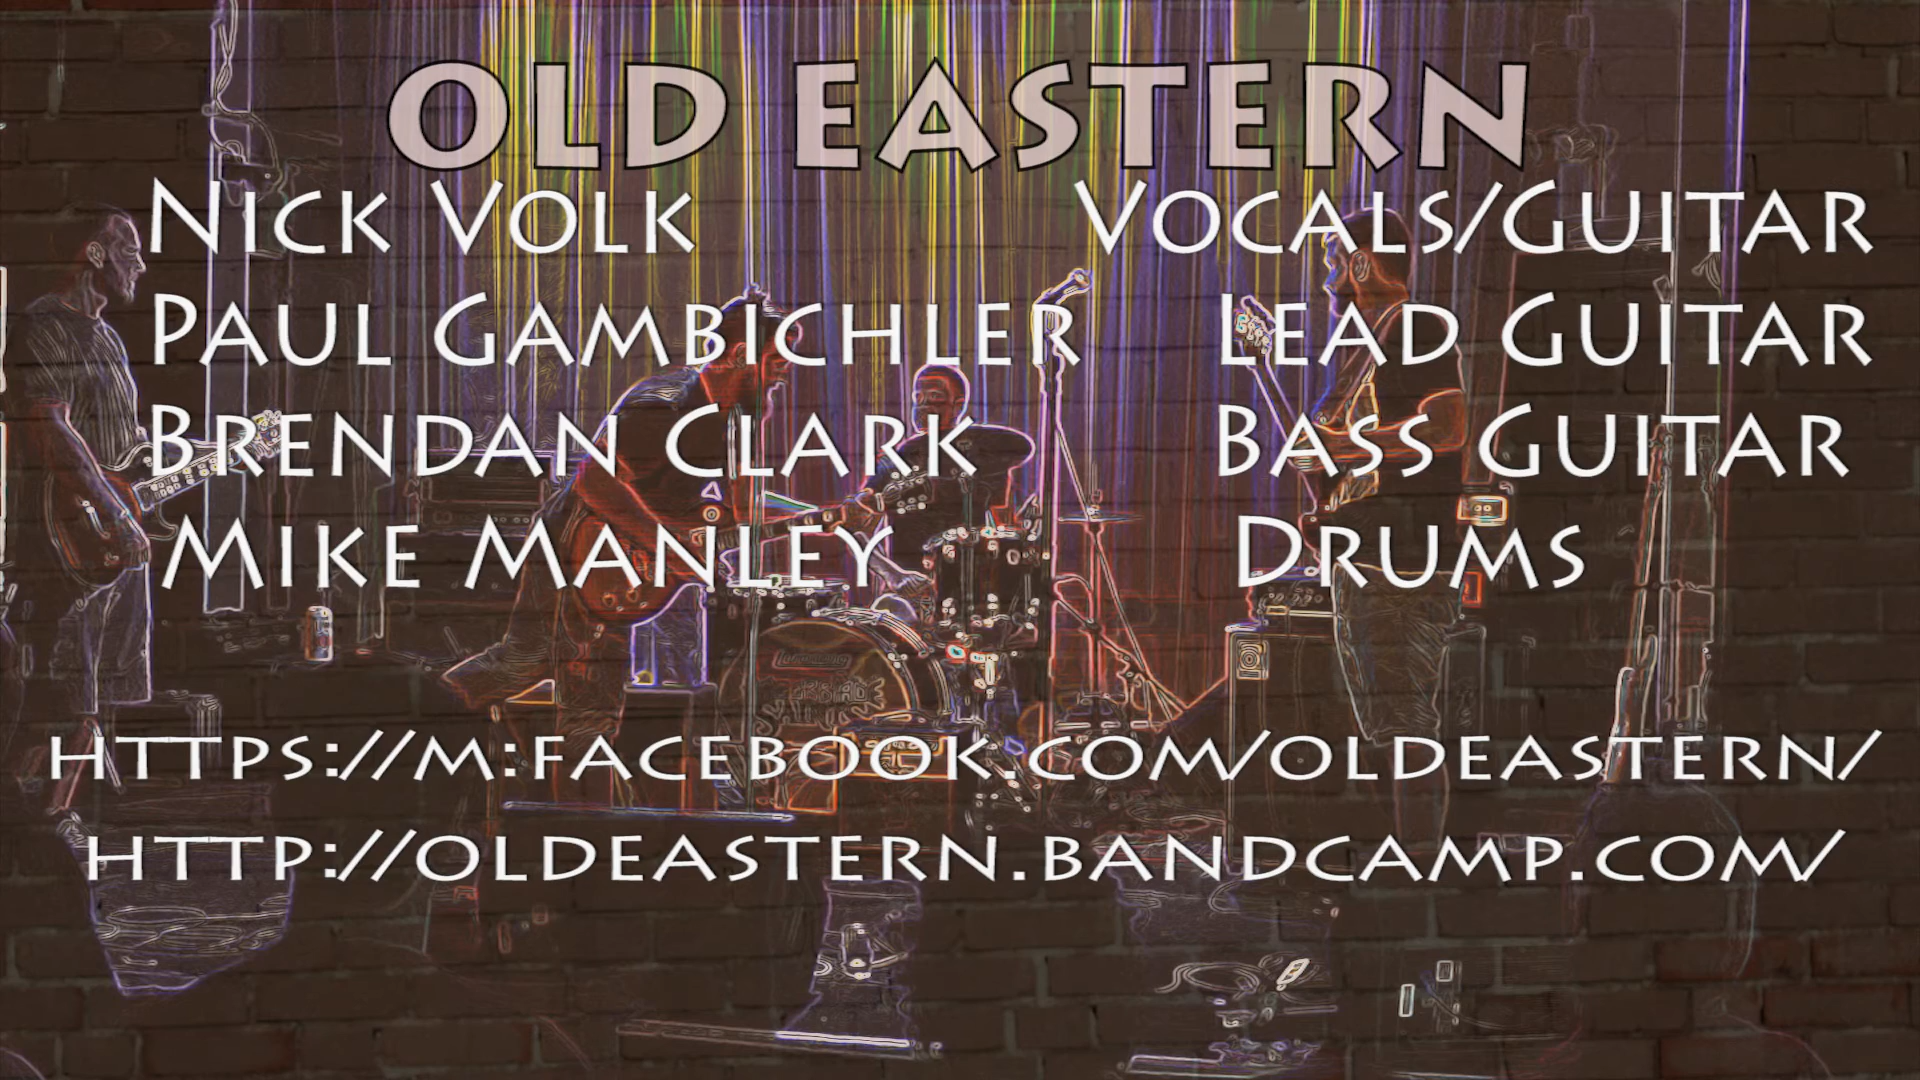 OLD EASTERN
NICK VOLK VOCALS/GUITAR
PAUL GAMBICHLER LEAD GUITAR
BRENDAN CLARK BASS GUITAR
MIKE MANLEY DRUMS
HTTPS://M:FACEBOOK.COM/OLDEASTERN/
HTTP://OLDEASTERN.BANDCAMP.COM/